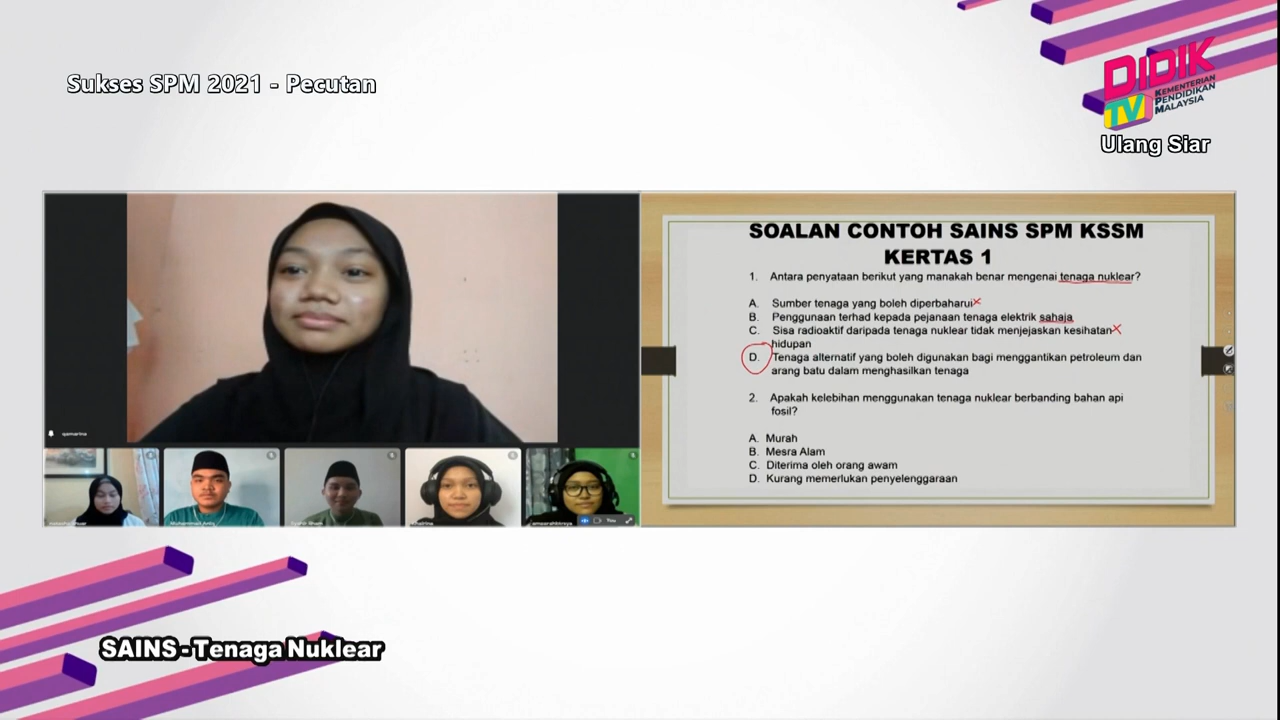 Sukses SPM 2021 - Pecutan
DIDIK
TV
KEMENTERIAN
PENDIDIKAN
MALAYSIA
Ulang Siar
qamarina
SOALAN CONTOH SAINS SPM KSSM
KERTAS 1
1. Antara penyataan berikut yang manakah benar mengenai tenaga nuklear?
A. Sumber tenaga yang boleh diperbaharui
B. Penggunaan terhad kepada pejanaan tenaga elektrik sahaja
C. Sisa radioaktif daripada tenaga nuklear tidak menjejaskan kesihatan
hidupan
D. Tenaga alternatif yang boleh digunakan bagi menggantikan petroleum dan
arang batu dalam menghasilkan tenaga
2. Apakah kelebihan menggunakan tenaga nuklear berbanding bahan api
fosil?
A. Murah
B. Mesra Alam
C. Diterima oleh orang awam
D. Kurang memerlukan penyelenggaraan
You
SAINS - Tenaga Nuklear